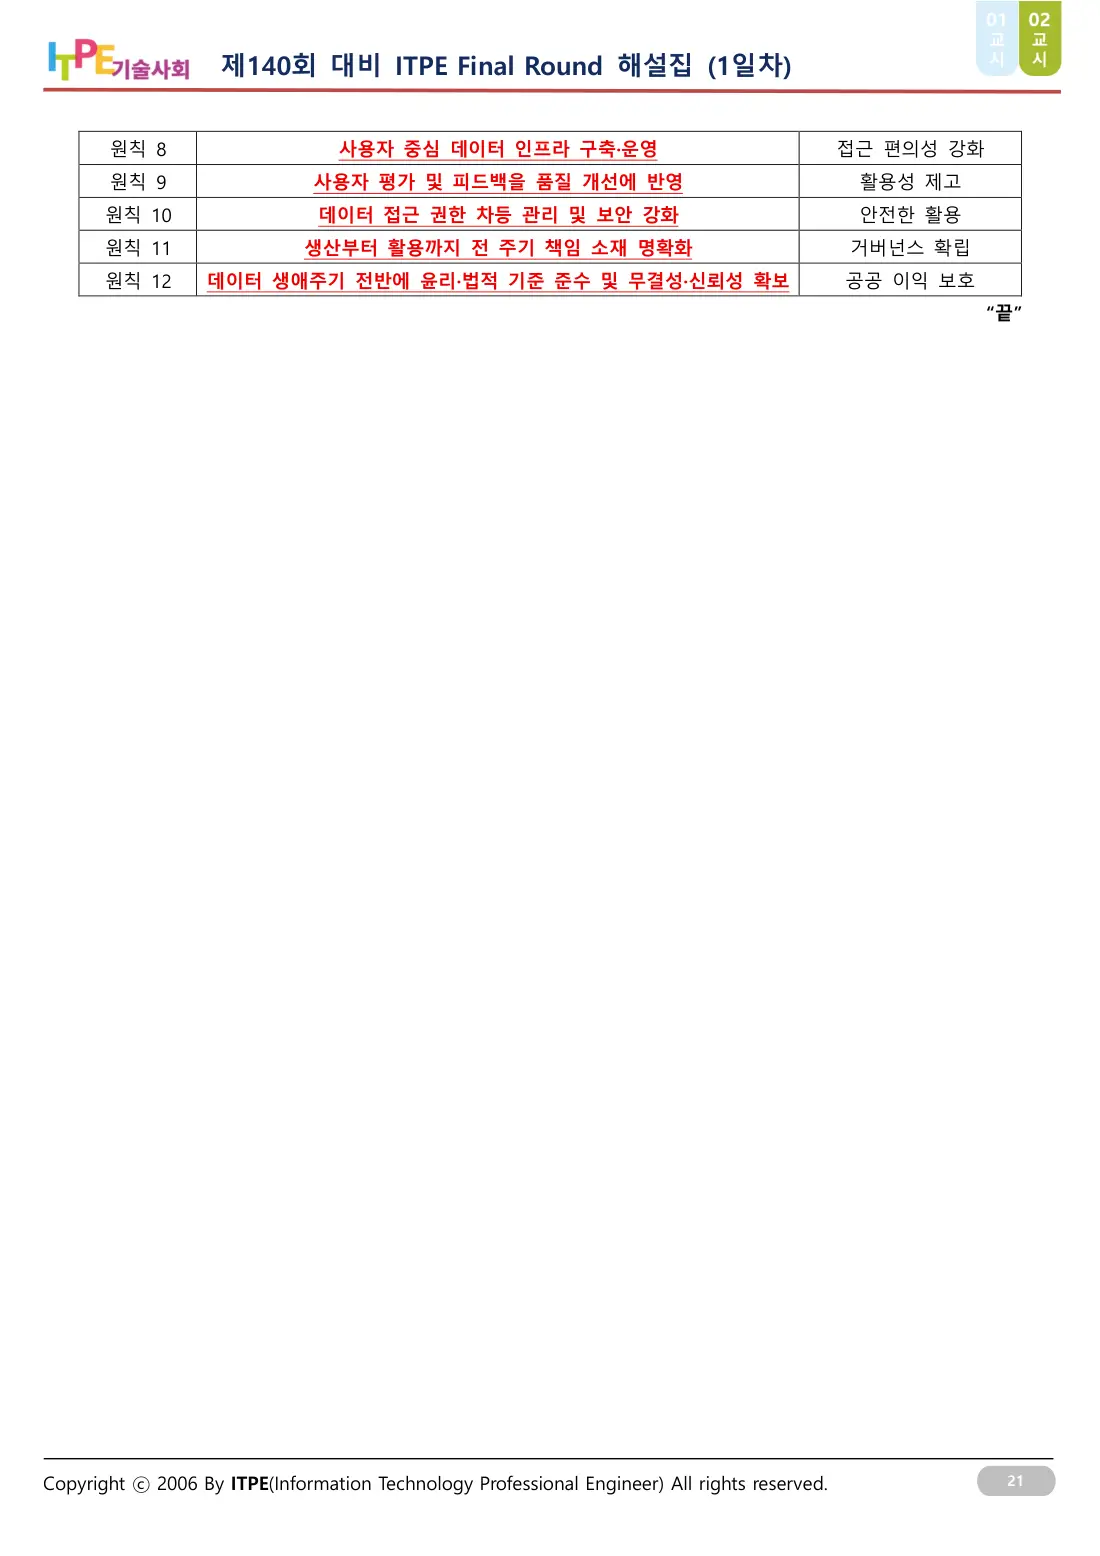 ITPE기술사회 제140회 대비 ITPE Final Round 해설집 (1일차)
01 교시
02 교시
원칙 8 사용자 중심 데이터 인프라 구축·운영 접근 편의성 강화
원칙 9 사용자 평가 및 피드백을 품질 개선에 반영 활용성 제고
원칙 10 데이터 접근 권한 차등 관리 및 보안 강화 안전한 활용
원칙 11 생산부터 활용까지 전 주기 책임 소재 명확화 거버넌스 확립
원칙 12 데이터 생애주기 전반에 윤리·법적 기준 준수 및 무결성·신뢰성 확보 공공 이익 보호
“끝”
Copyright ⓒ 2006 By ITPE(Information Technology Professional Engineer) All rights reserved.
21